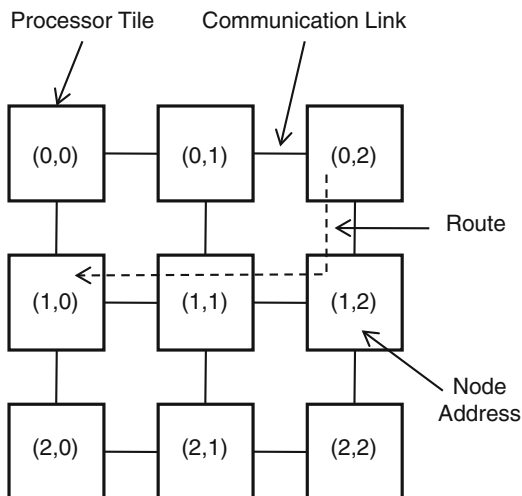 Processor Tile
Communication Link
(0,0)
(0,1)
(0,2)
Route
(1,0)
(1,1)
(1,2)
Node
Address
(2,0)
(2,1)
(2,2)